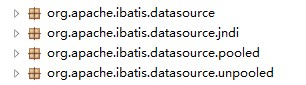 org.apache.ibatis.datasource
org.apache.ibatis.datasource.jndi
org.apache.ibatis.datasource.pooled
org.apache.ibatis.datasource.unpooled